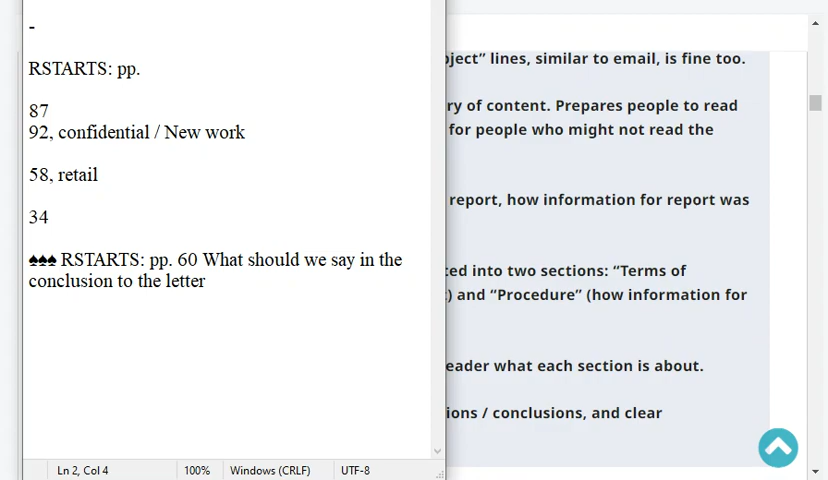 -
RSTARTS: pp.
87
92, confidential / New work
58, retail
34
♠♠♠ RSTARTS: pp. 60 What should we say in the
conclusion to the letter
Ln 2, Col 4
100%
Windows (CRLF)
UTF-8
ject” lines, similar to email, is fine too.
ry of content. Prepares people to read
for people who might not read the
report, how information for report was
ted into two sections: “Terms of
) and “Procedure” (how information for
eader what each section is about.
ions / conclusions, and clear